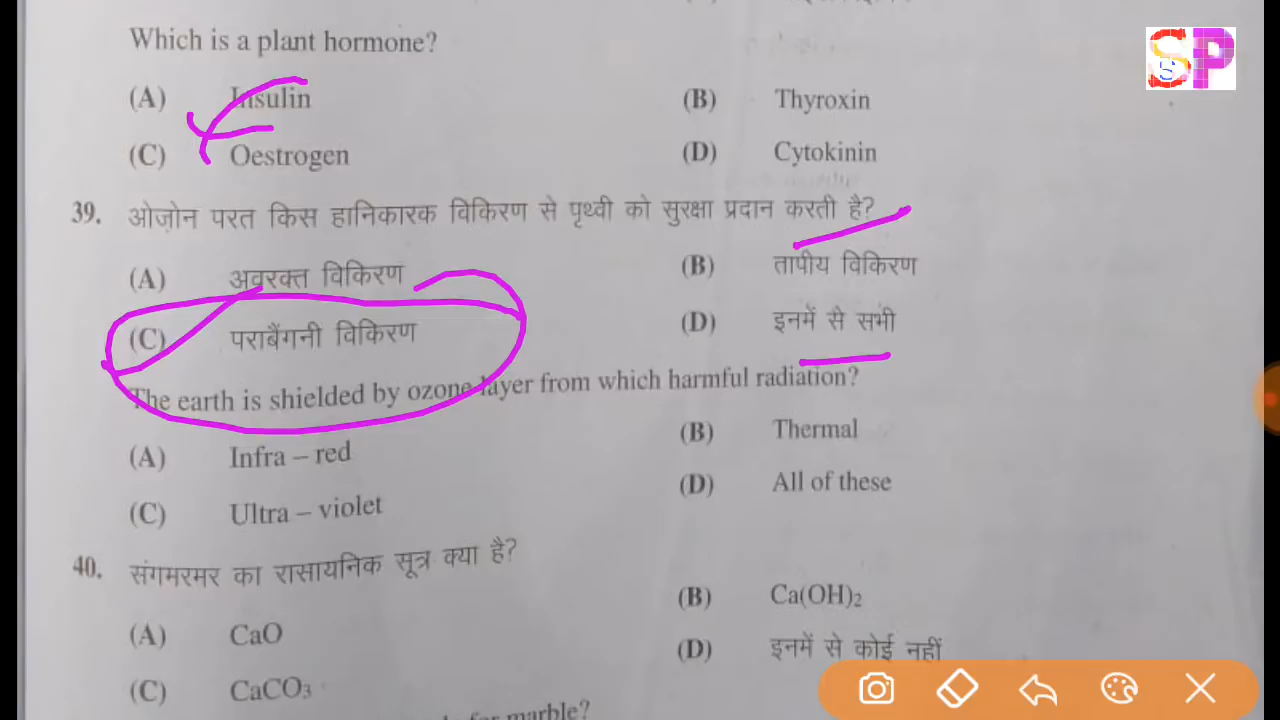 Which is a plant hormone?
(A) Insulin (B) Thyroxin
(C) Oestrogen (D) Cytokinin
39. ओज़ोन परत किस हानिकारक विकिरण से पृथ्वी को सुरक्षा प्रदान करती है?
(A) अवरक्त विकिरण (B) तापीय विकिरण
(C) पराबैंगनी विकिरण (D) इनमें से सभी
The earth is shielded by ozone layer from which harmful radiation?
(A) Infra – red (B) Thermal
(C) Ultra – violet (D) All of these
40. संगमरमर का रासायनिक सूत्र क्या है?
(A) CaO (B) Ca(OH)₂
(C) CaCO₃ (D) इनमें से कोई नहीं
for marble?
SP
S